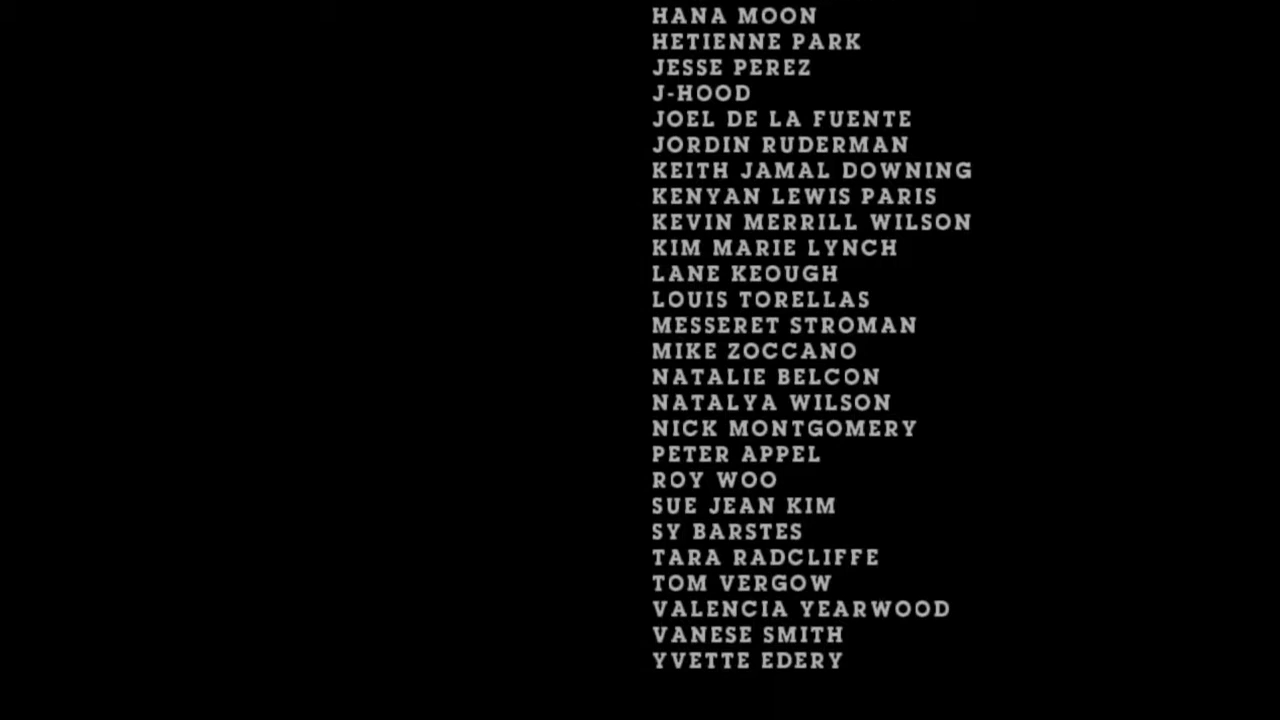 HANA MOON
HETIENNE PARK
JESSE PEREZ
J-HOOD
JOEL DE LA FUENTE
JORDIN RUDERMAN
KEITH JAMAL DOWNING
KENYAN LEWIS PARIS
KEVIN MERRILL WILSON
KIM MARIE LYNCH
LANE KEOUGH
LOUIS TORELLAS
MESSERET STROMAN
MIKE ZOCCANO
NATALIE BELCON
NATALYA WILSON
NICK MONTGOMERY
PETER APPEL
ROY WOO
SUE JEAN KIM
SY BARSTES
TARA RADCLIFFE
TOM VERGOW
VALENCIA YEARWOOD
VANESE SMITH
YVETTE EDERY